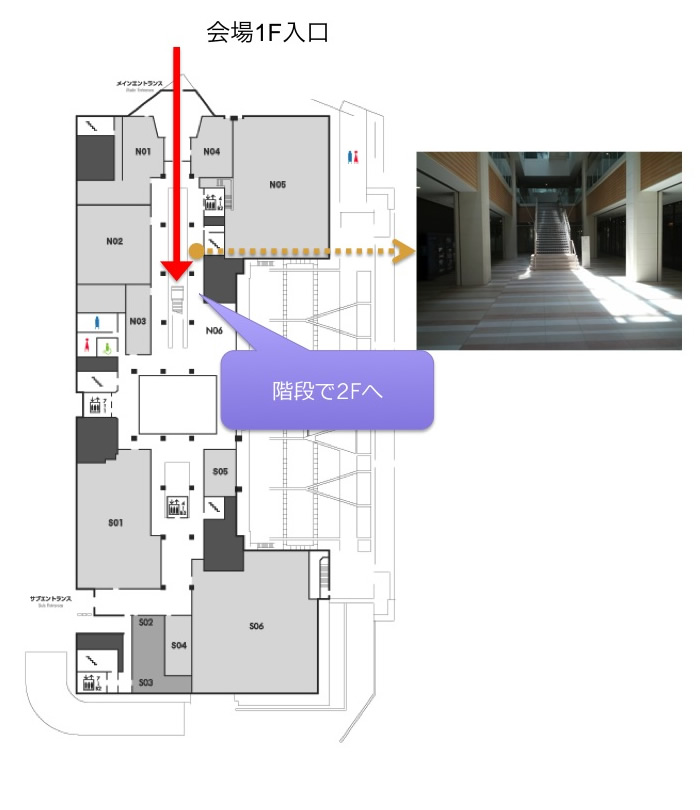 会場1F入口
メインエントランス
Main Entrance
N01
N04
N05
N02
N03
N06
階段で2Fへ
S05
S01
サブエントランス
Sub Entrance
S02
S06
S04
S03